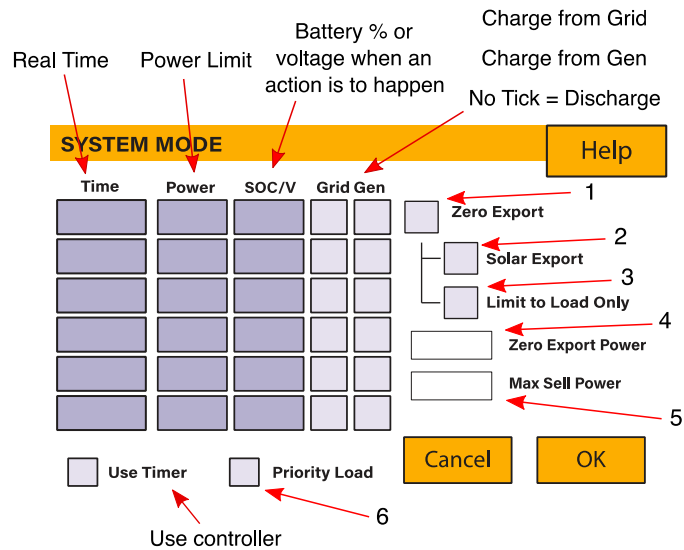 Real Time
Power Limit
Battery % or
voltage when an
action is to happen
Charge from Grid
Charge from Gen
No Tick = Discharge
SYSTEM MODE
Help
Time
Power
SOC/V
Grid
Gen
1
Zero Export
2
Solar Export
3
Limit to Load Only
4
Zero Export Power
Max Sell Power
5
Use Timer
Priority Load
Cancel
OK
6
Use controller